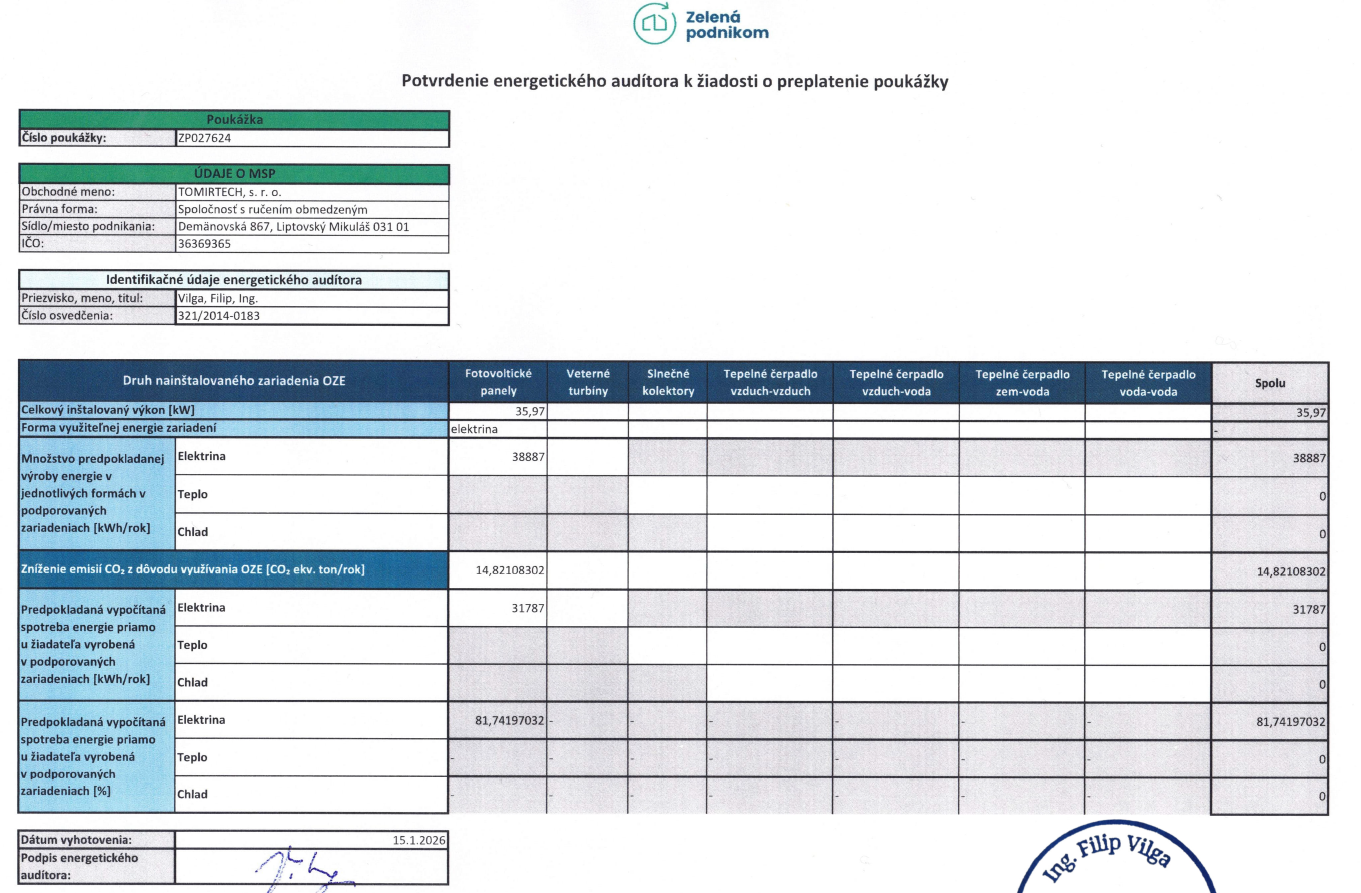 Zelená
podnikom
Potvrdenie energetického audítora k žiadosti o preplatenie poukážky
Poukážka
Číslo poukážky: ZP027624
ÚDAJE O MSP
Obchodné meno: TOMIRTECH, s. r. o.
Právna forma: Spoločnosť s ručením obmedzeným
Sídlo/miesto podnikania: Demänovská 867, Liptovský Mikuláš 031 01
IČO: 36369365
Identifikačné údaje energetického audítora
Priezvisko, meno, titul: Vilga, Filip, Ing.
Číslo osvedčenia: 321/2014-0183
Druh nainštalovaného zariadenia OZE
Fotovoltické
panely
Veterné
turbíny
Slnečné
kolektory
Tepelné čerpadlo
vzduch-vzduch
Tepelné čerpadlo
vzduch-voda
Tepelné čerpadlo
zem-voda
Tepelné čerpadlo
voda-voda
Spolu
Celkový inštalovaný výkon [kW] 35,97 35,97
Forma využiteľnej energie zariadení elektrina -
Množstvo predpokladanej
výroby energie v
jednotlivých formách v
podporovaných
zariadeniach [kWh/rok]
Elektrina 38887 38887
Teplo 0
Chlad 0
Zníženie emisií CO₂ z dôvodu využívania OZE [CO₂ ekv. ton/rok] 14,82108302 14,82108302
Predpokladaná vypočítaná
spotreba energie priamo
u žiadateľa vyrobená
v podporovaných
zariadeniach [kWh/rok]
Elektrina 31787 31787
Teplo 0
Chlad 0
Predpokladaná vypočítaná
spotreba energie priamo
u žiadateľa vyrobená
v podporovaných
zariadeniach [%]
Elektrina 81,74197032 - - - - - - 81,74197032
Teplo - - - - - - - 0
Chlad - - - - - - - 0
Dátum vyhotovenia: 15.1.2026
Podpis energetického
audítora:
Ing. Filip Vilga